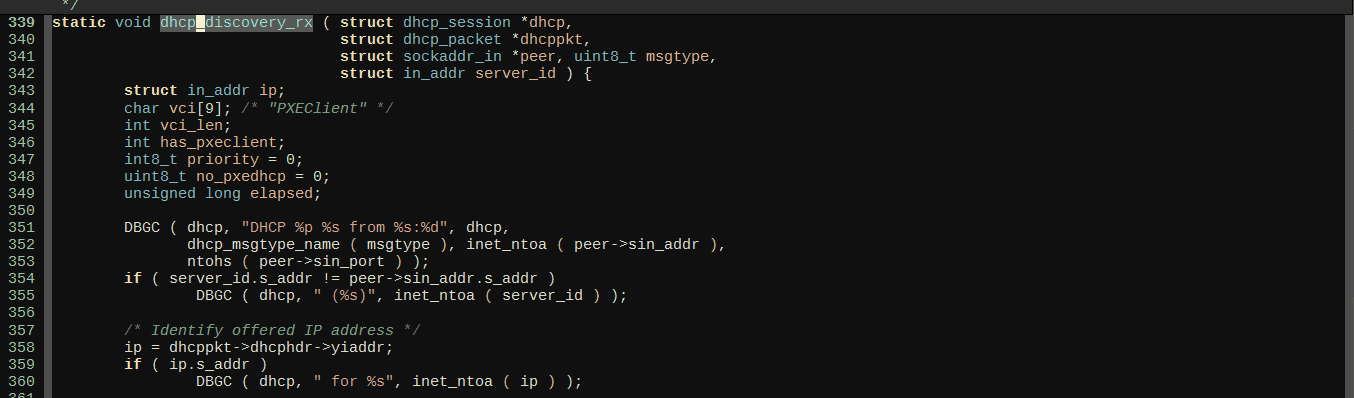 */
339 static void dhcp_discovery_rx ( struct dhcp_session *dhcp,
340 struct dhcp_packet *dhcppkt,
341 struct sockaddr_in *peer, uint8_t msgtype,
342 struct in_addr server_id ) {
343 struct in_addr ip;
344 char vci[9]; /* "PXEClient" */
345 int vci_len;
346 int has_pxeclient;
347 int8_t priority = 0;
348 uint8_t no_pxedhcp = 0;
349 unsigned long elapsed;
350
351 DBGC ( dhcp, "DHCP %p %s from %s:%d", dhcp,
352 dhcp_msgtype_name ( msgtype ), inet_ntoa ( peer->sin_addr ),
353 ntohs ( peer->sin_port ) );
354 if ( server_id.s_addr != peer->sin_addr.s_addr )
355 DBGC ( dhcp, " (%s)", inet_ntoa ( server_id ) );
356
357 /* Identify offered IP address */
358 ip = dhcppkt->dhcphdr->yiaddr;
359 if ( ip.s_addr )
360 DBGC ( dhcp, " for %s", inet_ntoa ( ip ) );
361